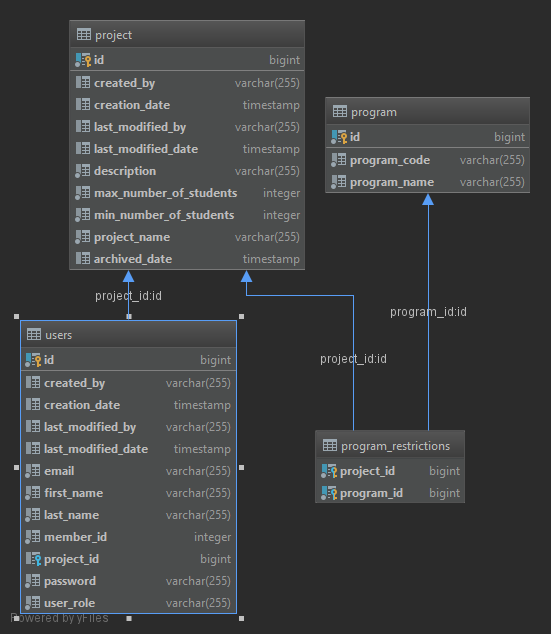 project
id bigint
created_by varchar(255)
creation_date timestamp
last_modified_by varchar(255)
last_modified_date timestamp
description varchar(255)
max_number_of_students integer
min_number_of_students integer
project_name varchar(255)
archived_date timestamp
program
id bigint
program_code varchar(255)
program_name varchar(255)
project_id:id
program_id:id
project_id:id
users
id bigint
created_by varchar(255)
creation_date timestamp
last_modified_by varchar(255)
last_modified_date timestamp
email varchar(255)
first_name varchar(255)
last_name varchar(255)
member_id integer
project_id bigint
password varchar(255)
user_role varchar(255)
program_restrictions
project_id bigint
program_id bigint
Powered by yFiles